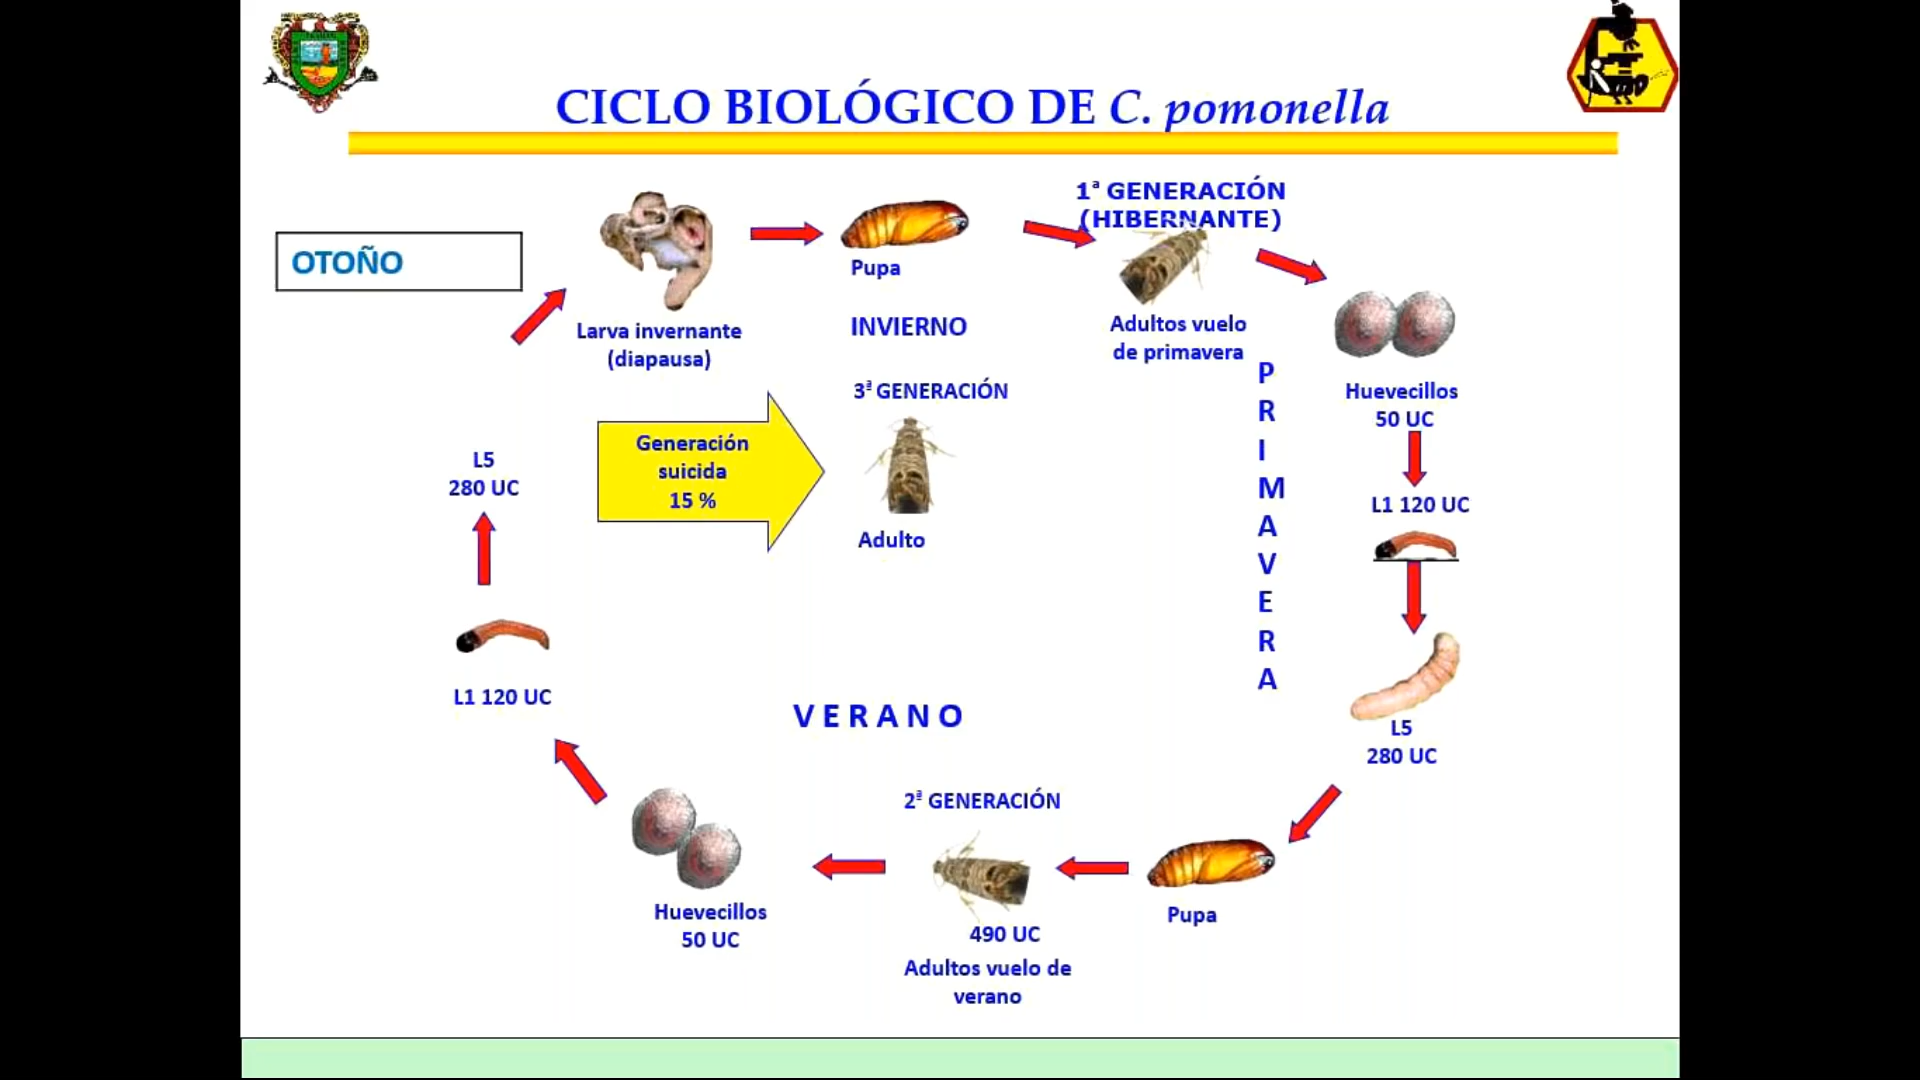 CICLO BIOLÓGICO DE C. pomonella
OTOÑO
Larva invernante
(diapausa)
Pupa
INVIERNO
1ª GENERACIÓN
(HIBERNANTE)
Adultos vuelo
de primavera
PRIMAVERA
Huevecillos
50 UC
L1 120 UC
L5
280 UC
Pupa
2ª GENERACIÓN
490 UC
Adultos vuelo de
verano
VERANO
Huevecillos
50 UC
L1 120 UC
L5
280 UC
Generación
suicida
15 %
3ª GENERACIÓN
Adulto